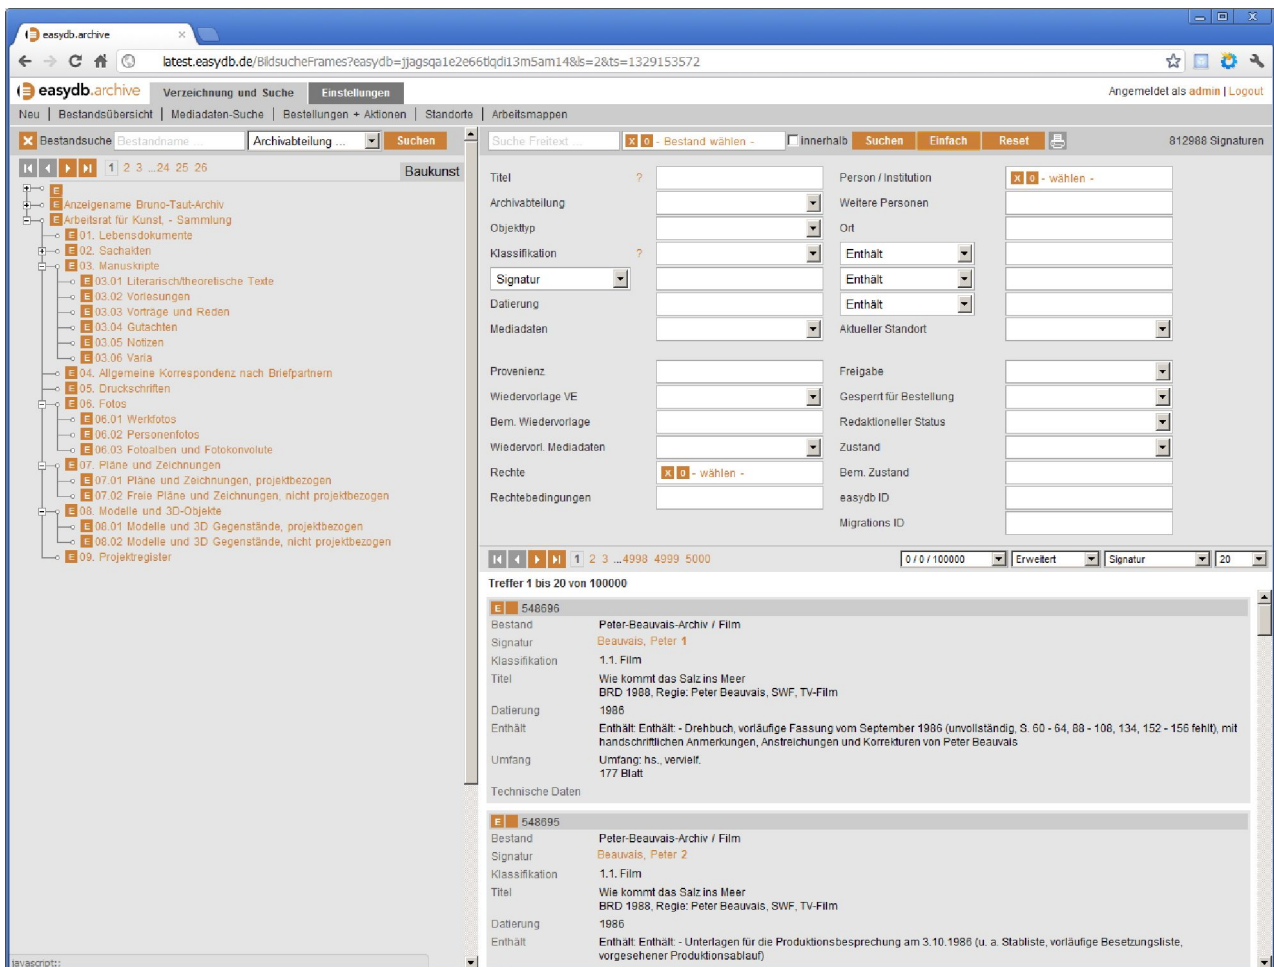 easydb.archive
latest.easydb.de/BildsucheFrames?easydb=jjagsqa1e2e66tlqdi13m5am14&ls=2&ts=1329153572
easydb.archive Verzeichnung und Suche Einstellungen Angemeldet als admin | Logout
Neu | Bestandsübersicht | Mediadaten-Suche | Bestellungen + Aktionen | Standorte | Arbeitsmappen
X Bestandsuche Bestandname ... Archivabteilung ... Suchen
1 2 3 ...24 25 26 Baukunst
E
E Anzeigename Bruno-Taut-Archiv
E Arbeitsrat für Kunst, - Sammlung
E 01. Lebensdokumente
E 02. Sachakten
E 03. Manuskripte
E 03.01 Literarisch/theoretische Texte
E 03.02 Vorlesungen
E 03.03 Vorträge und Reden
E 03.04 Gutachten
E 03.05 Notizen
E 03.06 Varia
E 04. Allgemeine Korrespondenz nach Briefpartnern
E 05. Druckschriften
E 06. Fotos
E 06.01 Werkfotos
E 06.02 Personenfotos
E 06.03 Fotoalben und Fotokonvolute
E 07. Pläne und Zeichnungen
E 07.01 Pläne und Zeichnungen, projektbezogen
E 07.02 Freie Pläne und Zeichnungen, nicht projektbezogen
E 08. Modelle und 3D-Objekte
E 08.01 Modelle und 3D Gegenstände, projektbezogen
E 08.02 Modelle und 3D Gegenstände, nicht projektbezogen
E 09. Projektregister
javascript:;
Suche Freitext ... X 0 - Bestand wählen - innerhalb Suchen Einfach Reset 812988 Signaturen
Titel ? Person / Institution X 0 - wählen -
Archivabteilung Weitere Personen
Objekttyp Ort
Klassifikation ? Enthält
Signatur Enthält
Datierung Enthält
Mediadaten Aktueller Standort
Provenienz Freigabe
Wiedervorlage VE Gesperrt für Bestellung
Bem. Wiedervorlage Redaktioneller Status
Wiedervorl. Mediadaten Zustand
Rechte X 0 - wählen - Bem. Zustand
Rechtebedingungen easydb ID
Migrations ID
1 2 3 ...4998 4999 5000 0 / 0 / 100000 Erweitert Signatur 20
Treffer 1 bis 20 von 100000
E 548696
Bestand Peter-Beauvais-Archiv / Film
Signatur Beauvais, Peter 1
Klassifikation 1.1. Film
Titel Wie kommt das Salz ins Meer
BRD 1988, Regie: Peter Beauvais, SWF, TV-Film
Datierung 1986
Enthält Enthält: Enthält: - Drehbuch, vorläufige Fassung vom September 1986 (unvollständig, S. 60 - 64, 88 - 108, 134, 152 - 156 fehlt), mit
handschriftlichen Anmerkungen, Anstreichungen und Korrekturen von Peter Beauvais
Umfang Umfang: hs., vervielf.
177 Blatt
Technische Daten
E 548695
Bestand Peter-Beauvais-Archiv / Film
Signatur Beauvais, Peter 2
Klassifikation 1.1. Film
Titel Wie kommt das Salz ins Meer
BRD 1988, Regie: Peter Beauvais, SWF, TV-Film
Datierung 1986
Enthält Enthält: Enthält: - Unterlagen für die Produktionsbesprechung am 3.10.1986 (u. a. Stabliste, vorläufige Besetzungsliste,
vorgesehener Produktionsablauf)